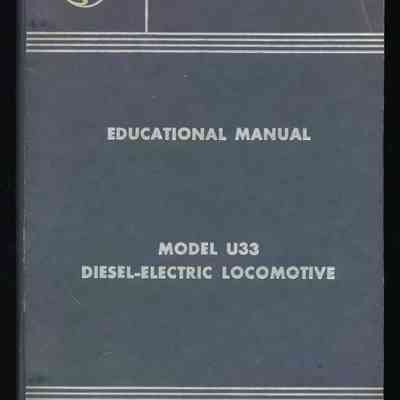 EDUCATIONAL MANUAL
MODEL U33
DIESEL-ELECTRIC LOCOMOTIVE